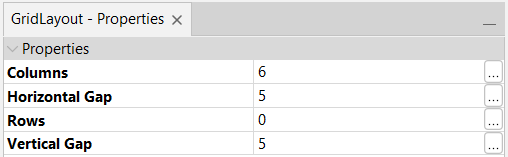 GridLayout - Properties
Properties
Columns 6 ...
Horizontal Gap 5 ...
Rows 0 ...
Vertical Gap 5 ...